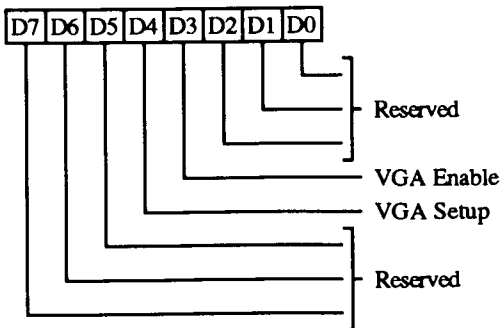 D7 D6 D5 D4 D3 D2 D1 D0
Reserved
VGA Enable
VGA Setup
Reserved